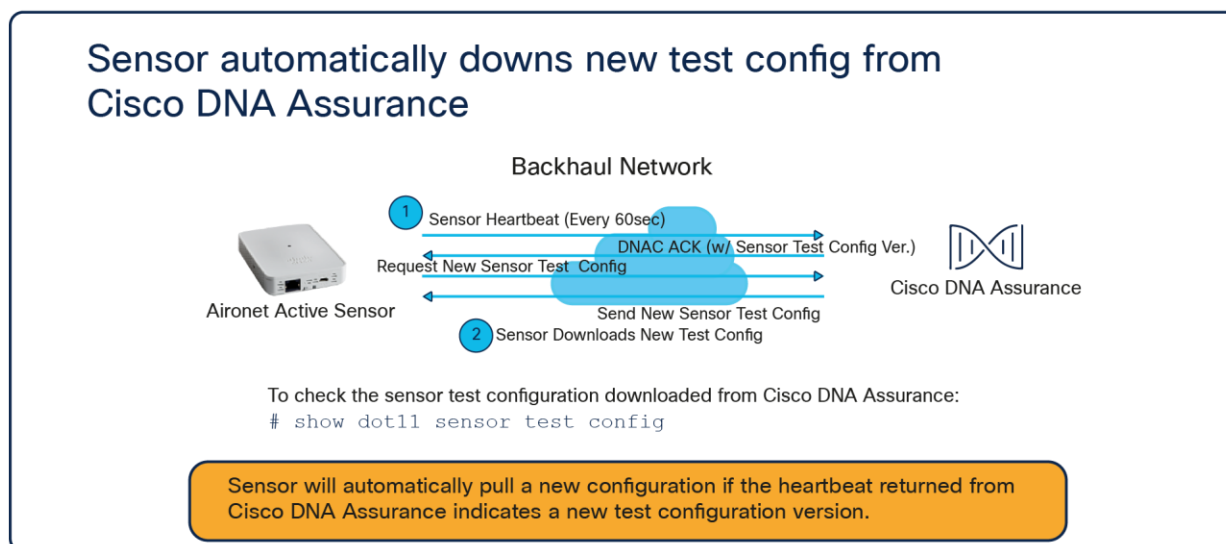 Sensor automatically downs new test config from
Cisco DNA Assurance
Backhaul Network
1
Sensor Heartbeat (Every 60sec)
DNAC ACK (w/ Sensor Test Config Ver.)
Request New Sensor Test Config
Aironet Active Sensor
Cisco DNA Assurance
Send New Sensor Test Config
2
Sensor Downloads New Test Config
To check the sensor test configuration downloaded from Cisco DNA Assurance:
# show dot11 sensor test config
Sensor will automatically pull a new configuration if the heartbeat returned from
Cisco DNA Assurance indicates a new test configuration version.